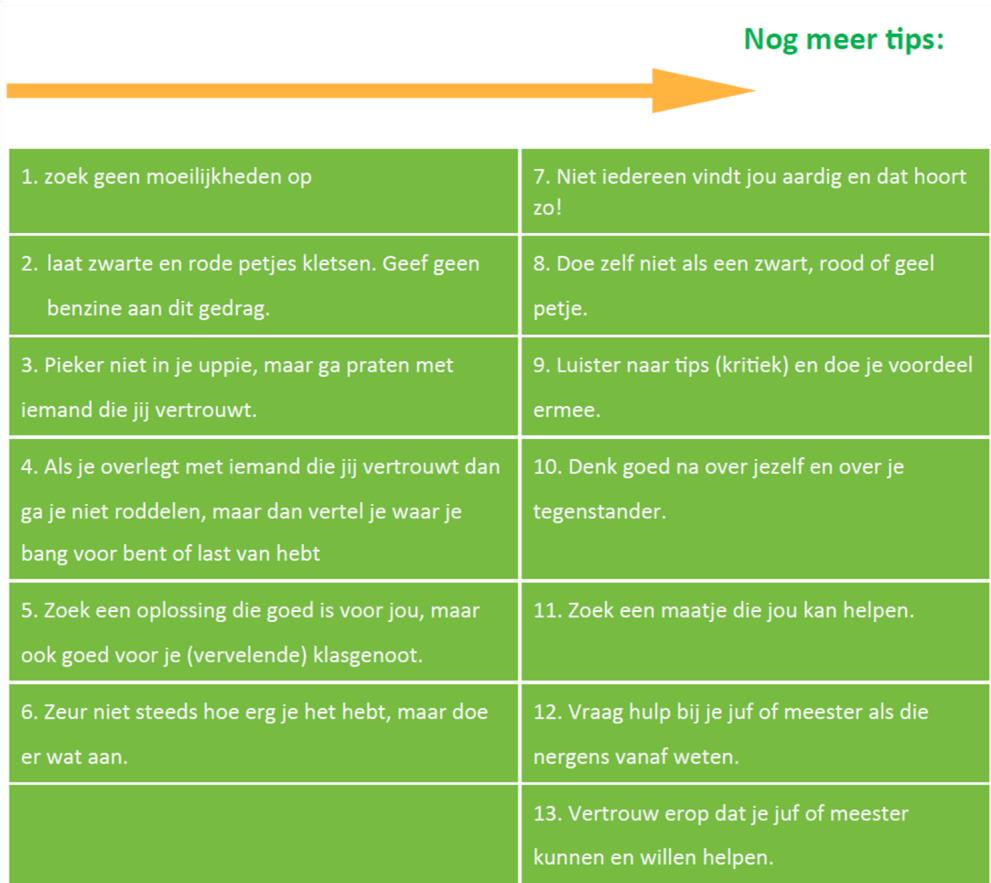 Nog meer tips:
1. zoek geen moeilijkheden op
2. laat zwarte en rode petjes kletsen. Geef geen
benzine aan dit gedrag.
3. Pieker niet in je uppie, maar ga praten met
iemand die jij vertrouwt.
4. Als je overlegt met iemand die jij vertrouwt dan
ga je niet roddelen, maar dan vertel je waar je
bang voor bent of last van hebt
5. Zoek een oplossing die goed is voor jou, maar
ook goed voor je (vervelende) klasgenoot.
6. Zeur niet steeds hoe erg je het hebt, maar doe
er wat aan.
7. Niet iedereen vindt jou aardig en dat hoort
zo!
8. Doe zelf niet als een zwart, rood of geel
petje.
9. Luister naar tips (kritiek) en doe je voordeel
ermee.
10. Denk goed na over jezelf en over je
tegenstander.
11. Zoek een maatje die jou kan helpen.
12. Vraag hulp bij je juf of meester als die
nergens vanaf weten.
13. Vertrouw erop dat je juf of meester
kunnen en willen helpen.